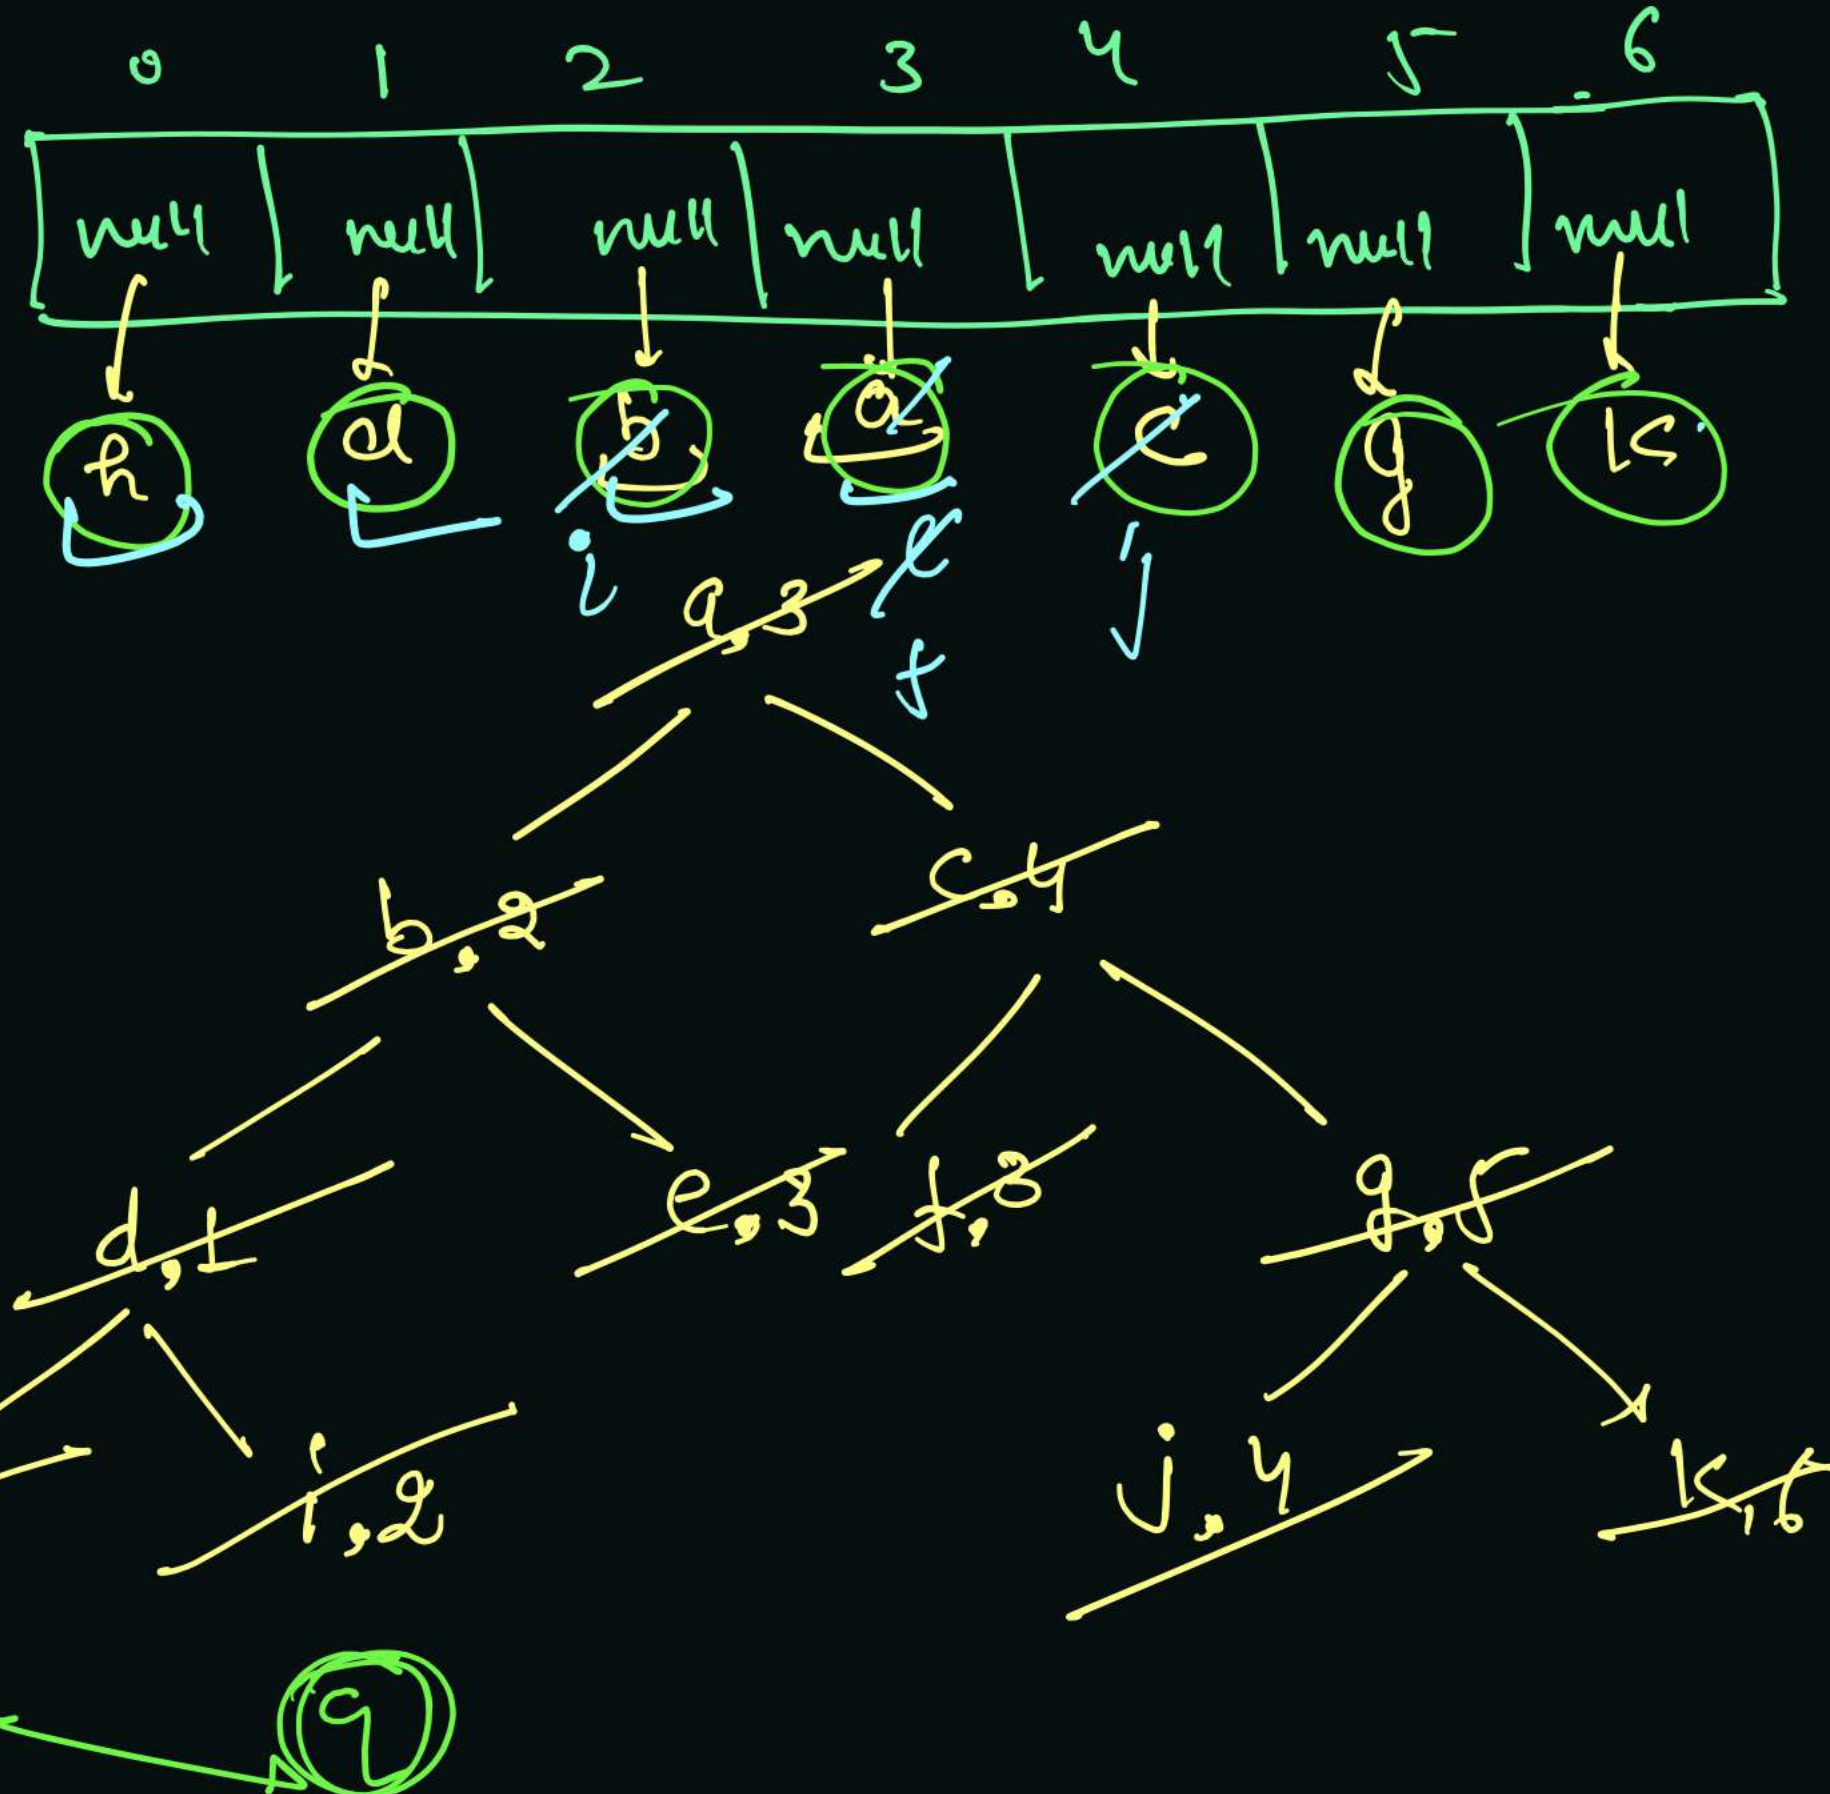 0 1 2 3 4 5 6
null null null null null null null
h d b a c g k
i e j
a,3
f
b,2 c,4
d,1 e,3 f,3 g,5
i,2 j,4 k,6
9